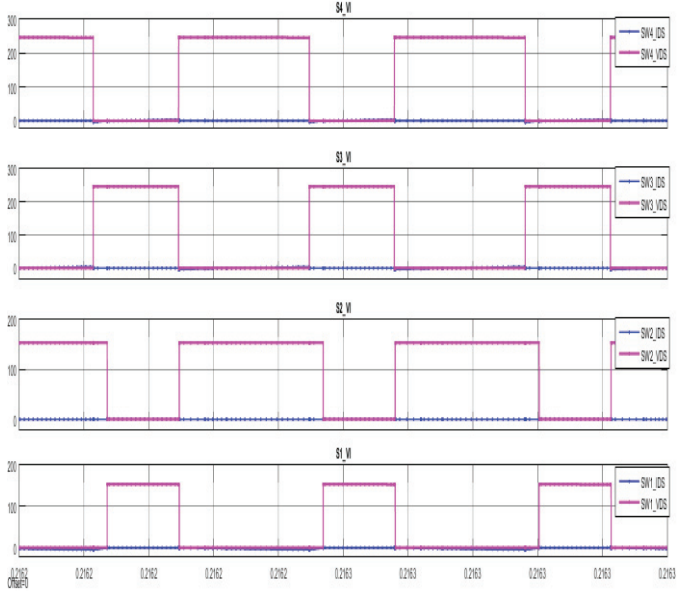 S4_VI
300
200
100
0
SW4_IDS
SW4_VDS
S3_VI
300
200
100
0
SW3_IDS
SW3_VDS
S2_VI
200
100
0
SW2_IDS
SW2_VDS
S1_VI
200
100
0
SW1_IDS
SW1_VDS
0.2162 0.2162 0.2162 0.2162 0.2162 0.2163 0.2163 0.2163 0.2163 0.2163 0.2163
Offset=0